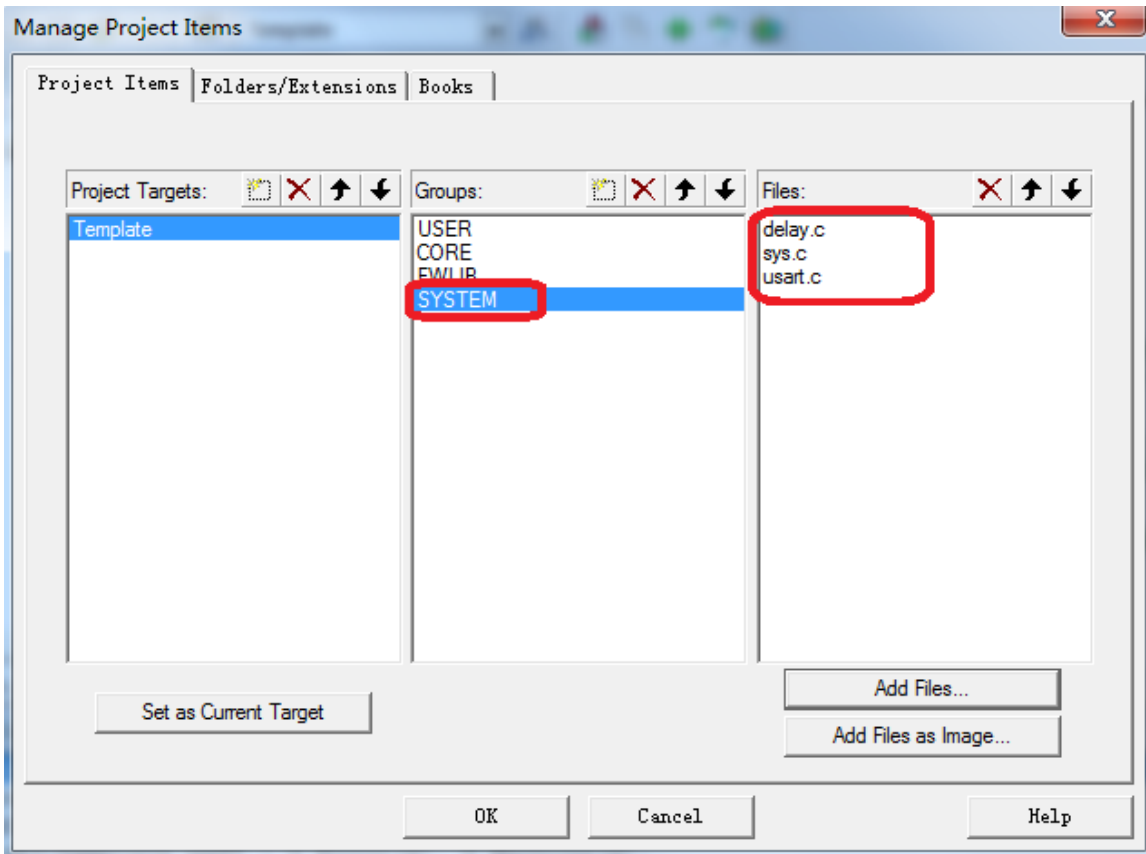 Manage Project Items
Project Items Folders/Extensions Books
Project Targets:
Template
Set as Current Target
Groups:
USER
CORE
FWLIB
SYSTEM
Files:
delay.c
sys.c
usart.c
Add Files...
Add Files as Image...
OK Cancel Help